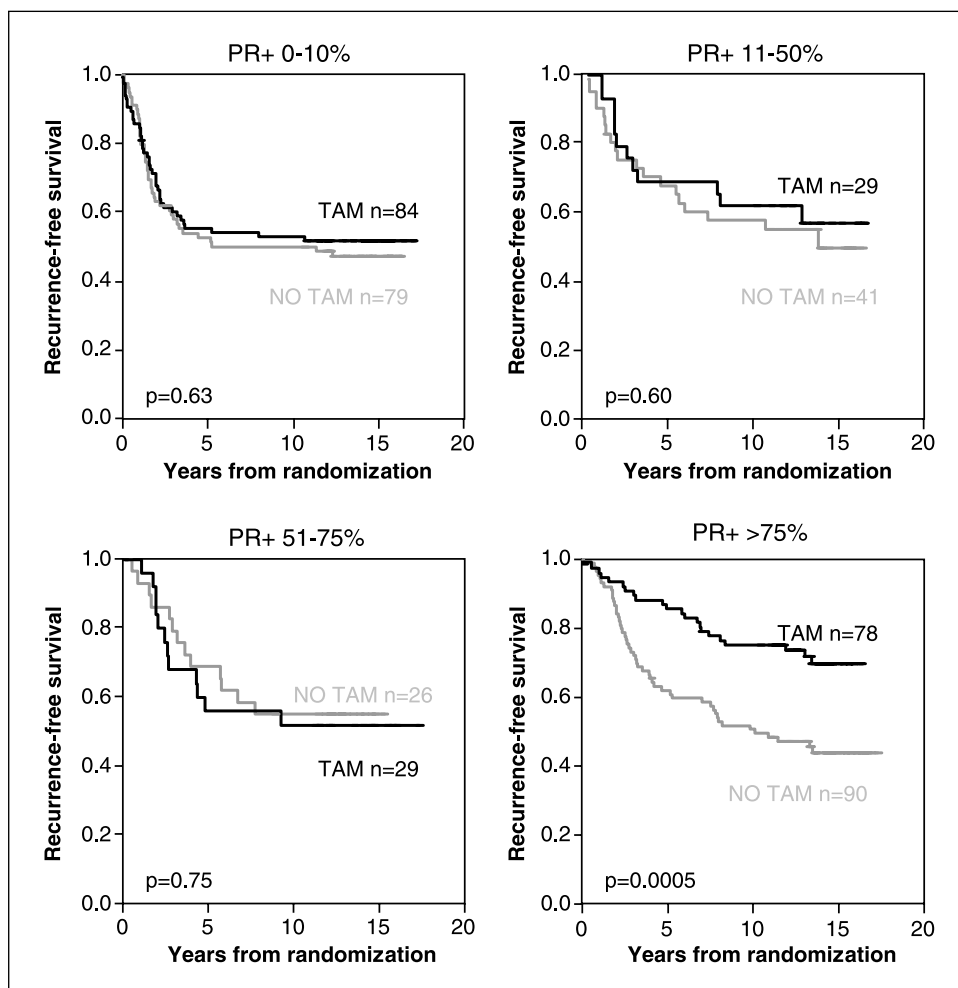 PR+ 0-10%
Recurrence-free survival
1.0
0.8
0.6
0.4
0.2
0.0
TAM n=84
NO TAM n=79
p=0.63
0 5 10 15 20
Years from randomization
PR+ 11-50%
Recurrence-free survival
1.0
0.8
0.6
0.4
0.2
0.0
TAM n=29
NO TAM n=41
p=0.60
0 5 10 15 20
Years from randomization
PR+ 51-75%
Recurrence-free survival
1.0
0.8
0.6
0.4
0.2
0.0
NO TAM n=26
TAM n=29
p=0.75
0 5 10 15 20
Years from randomization
PR+ >75%
Recurrence-free survival
1.0
0.8
0.6
0.4
0.2
0.0
TAM n=78
NO TAM n=90
p=0.0005
0 5 10 15 20
Years from randomization